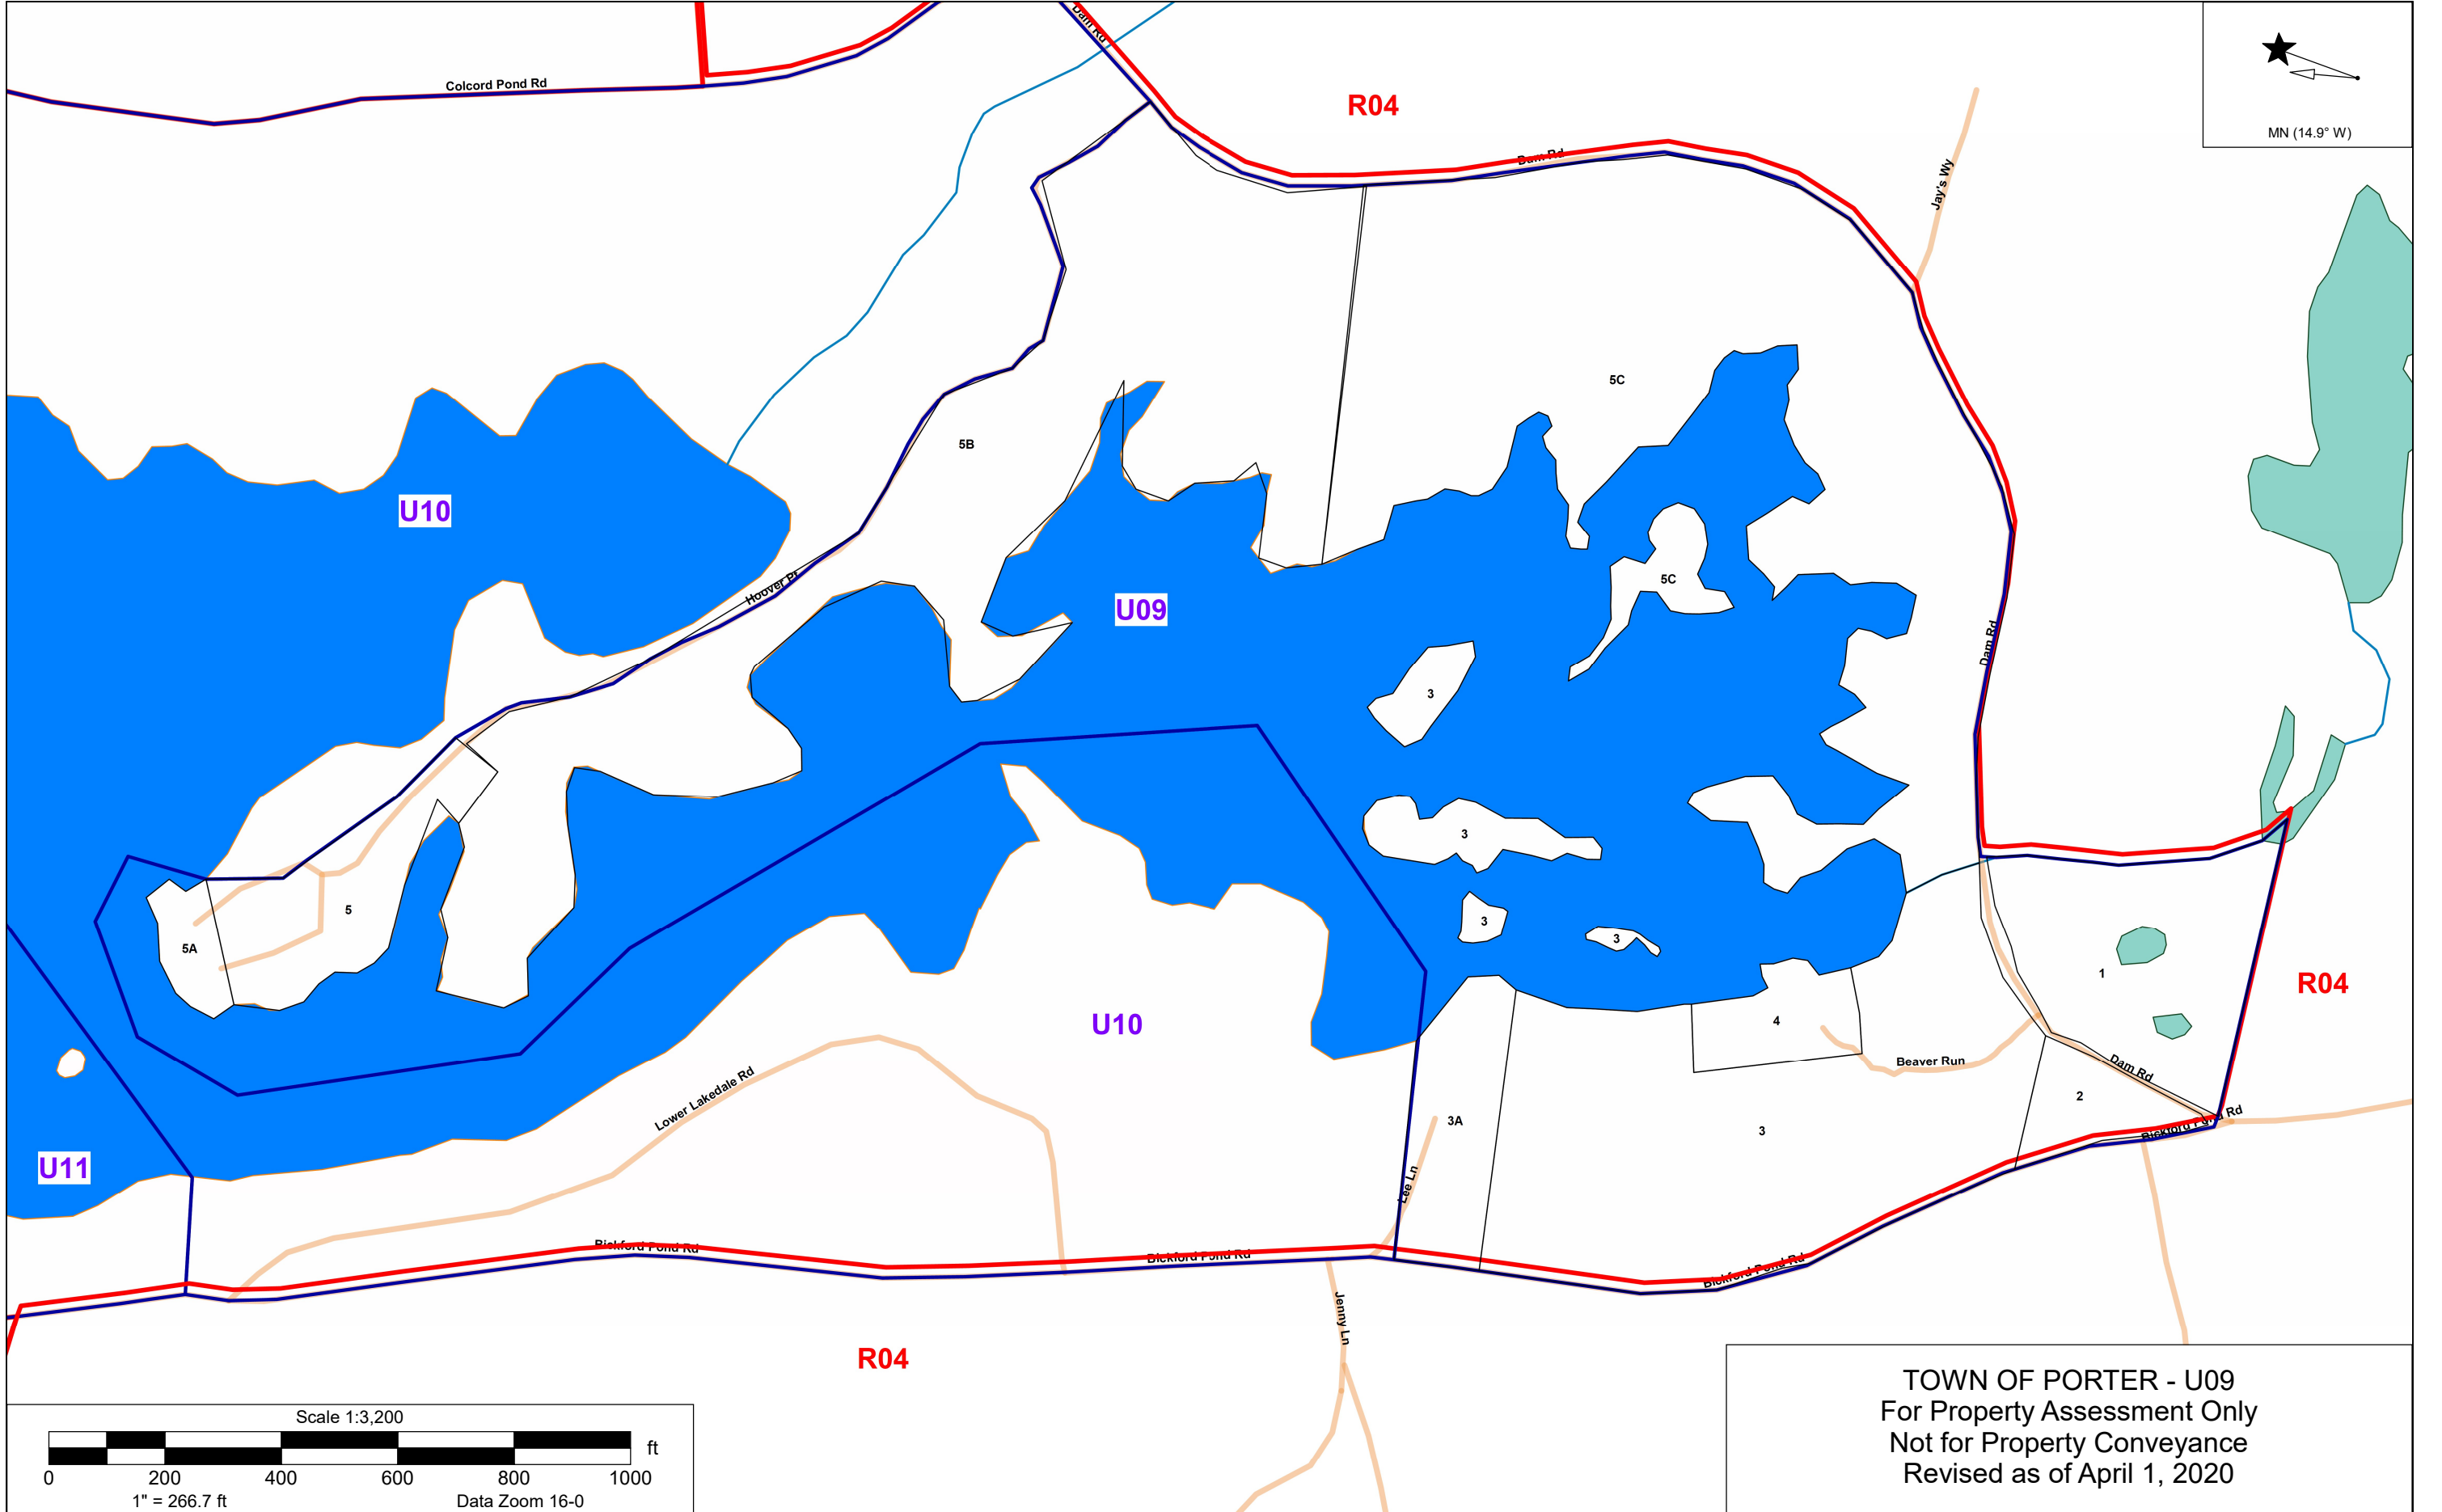 Dam Rd
Colcord Pond Rd
R04
MN (14.9° W)
Dam Rd
Jay's Wy
5C
5B
U10
5C
Hoover Pt
U09
Dam Rd
3
3
5
3
3
5A
1
R04
U10
4
Beaver Run
Dam Rd
Lower Lakedale Rd
2
3A
3
Bickford Pond Rd
U11
Lee Ln
Bickford Pond Rd
Bickford Pond Rd
Bickford Pond Rd
Jenny Ln
R04
TOWN OF PORTER - U09
For Property Assessment Only
Not for Property Conveyance
Revised as of April 1, 2020
Scale 1:3,200
ft
0 200 400 600 800 1000
1" = 266.7 ft Data Zoom 16-0